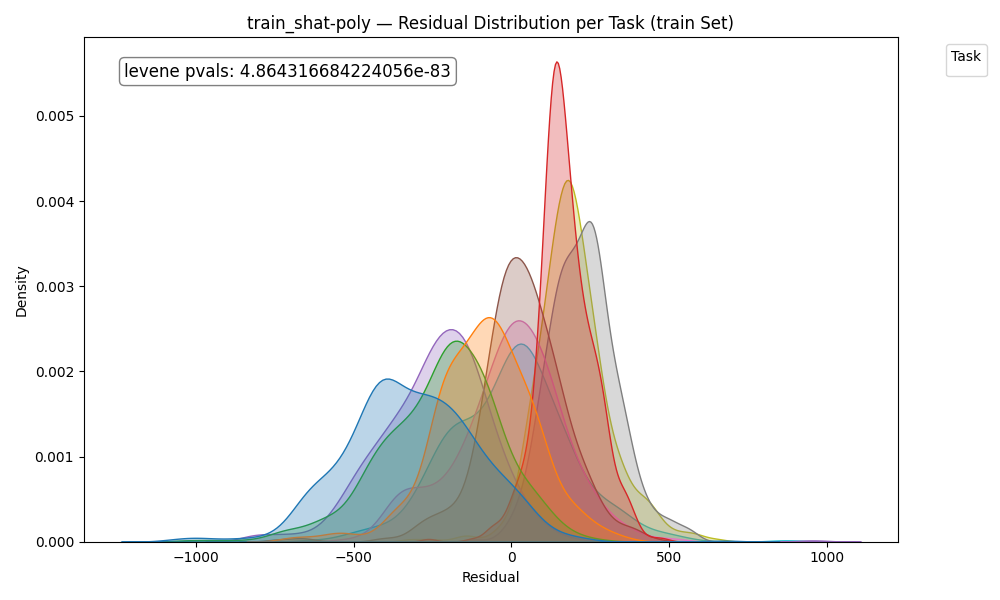 train_shat-poly — Residual Distribution per Task (train Set)
levene pvals: 4.864316684224056e-83
Task
0.005
0.004
0.003
0.002
0.001
0.000
Density
−1000
−500
0
500
1000
Residual